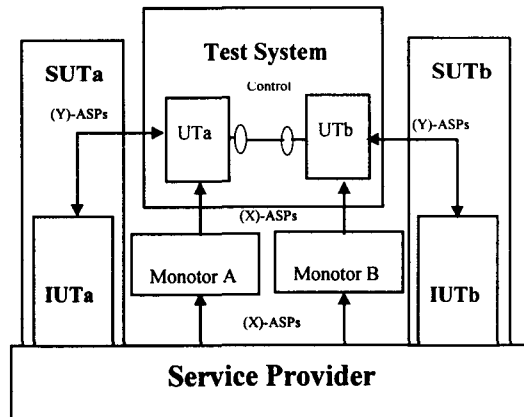 Test System
SUTa
SUTb
Control
(Y)-ASPs
(Y)-ASPs
UTa
UTb
(X)-ASPs
Monotor A
Monotor B
IUTa
IUTb
(X)-ASPs
Service Provider